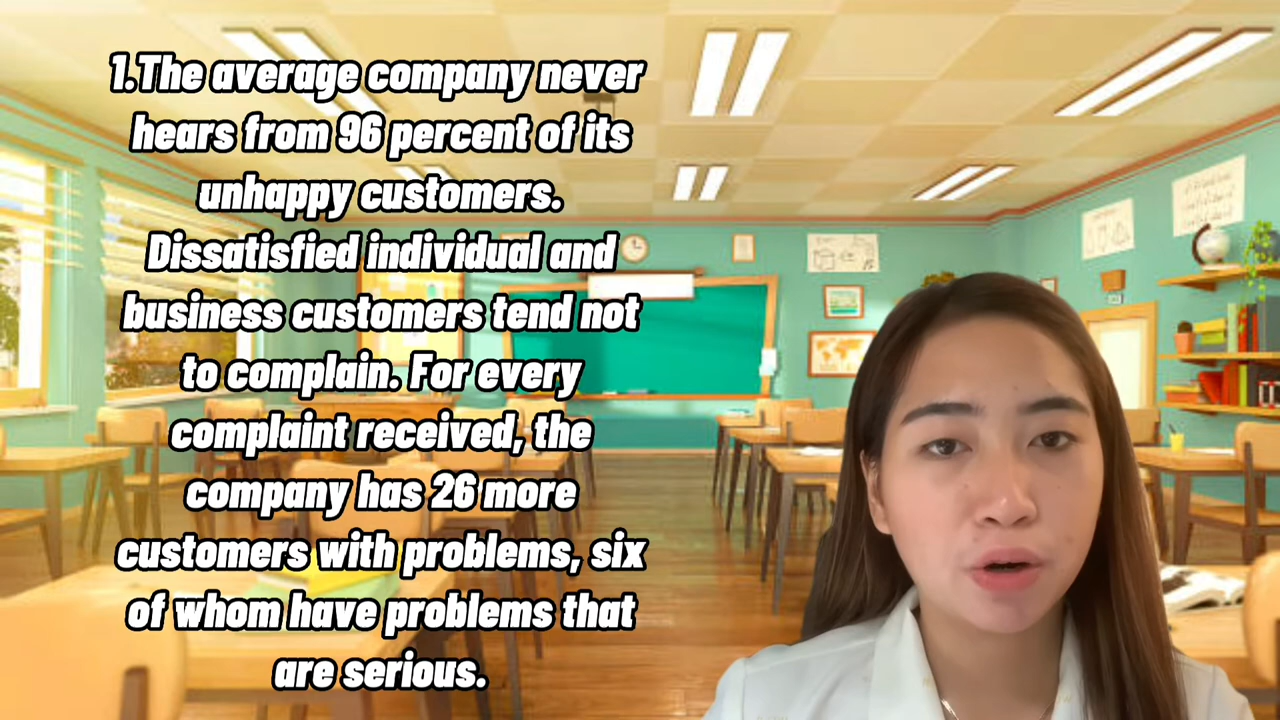 1.The average company never
hears from 96 percent of its
unhappy customers.
Dissatisfied individual and
business customers tend not
to complain. For every
complaint received, the
company has 26 more
customers with problems, six
of whom have problems that
are serious.